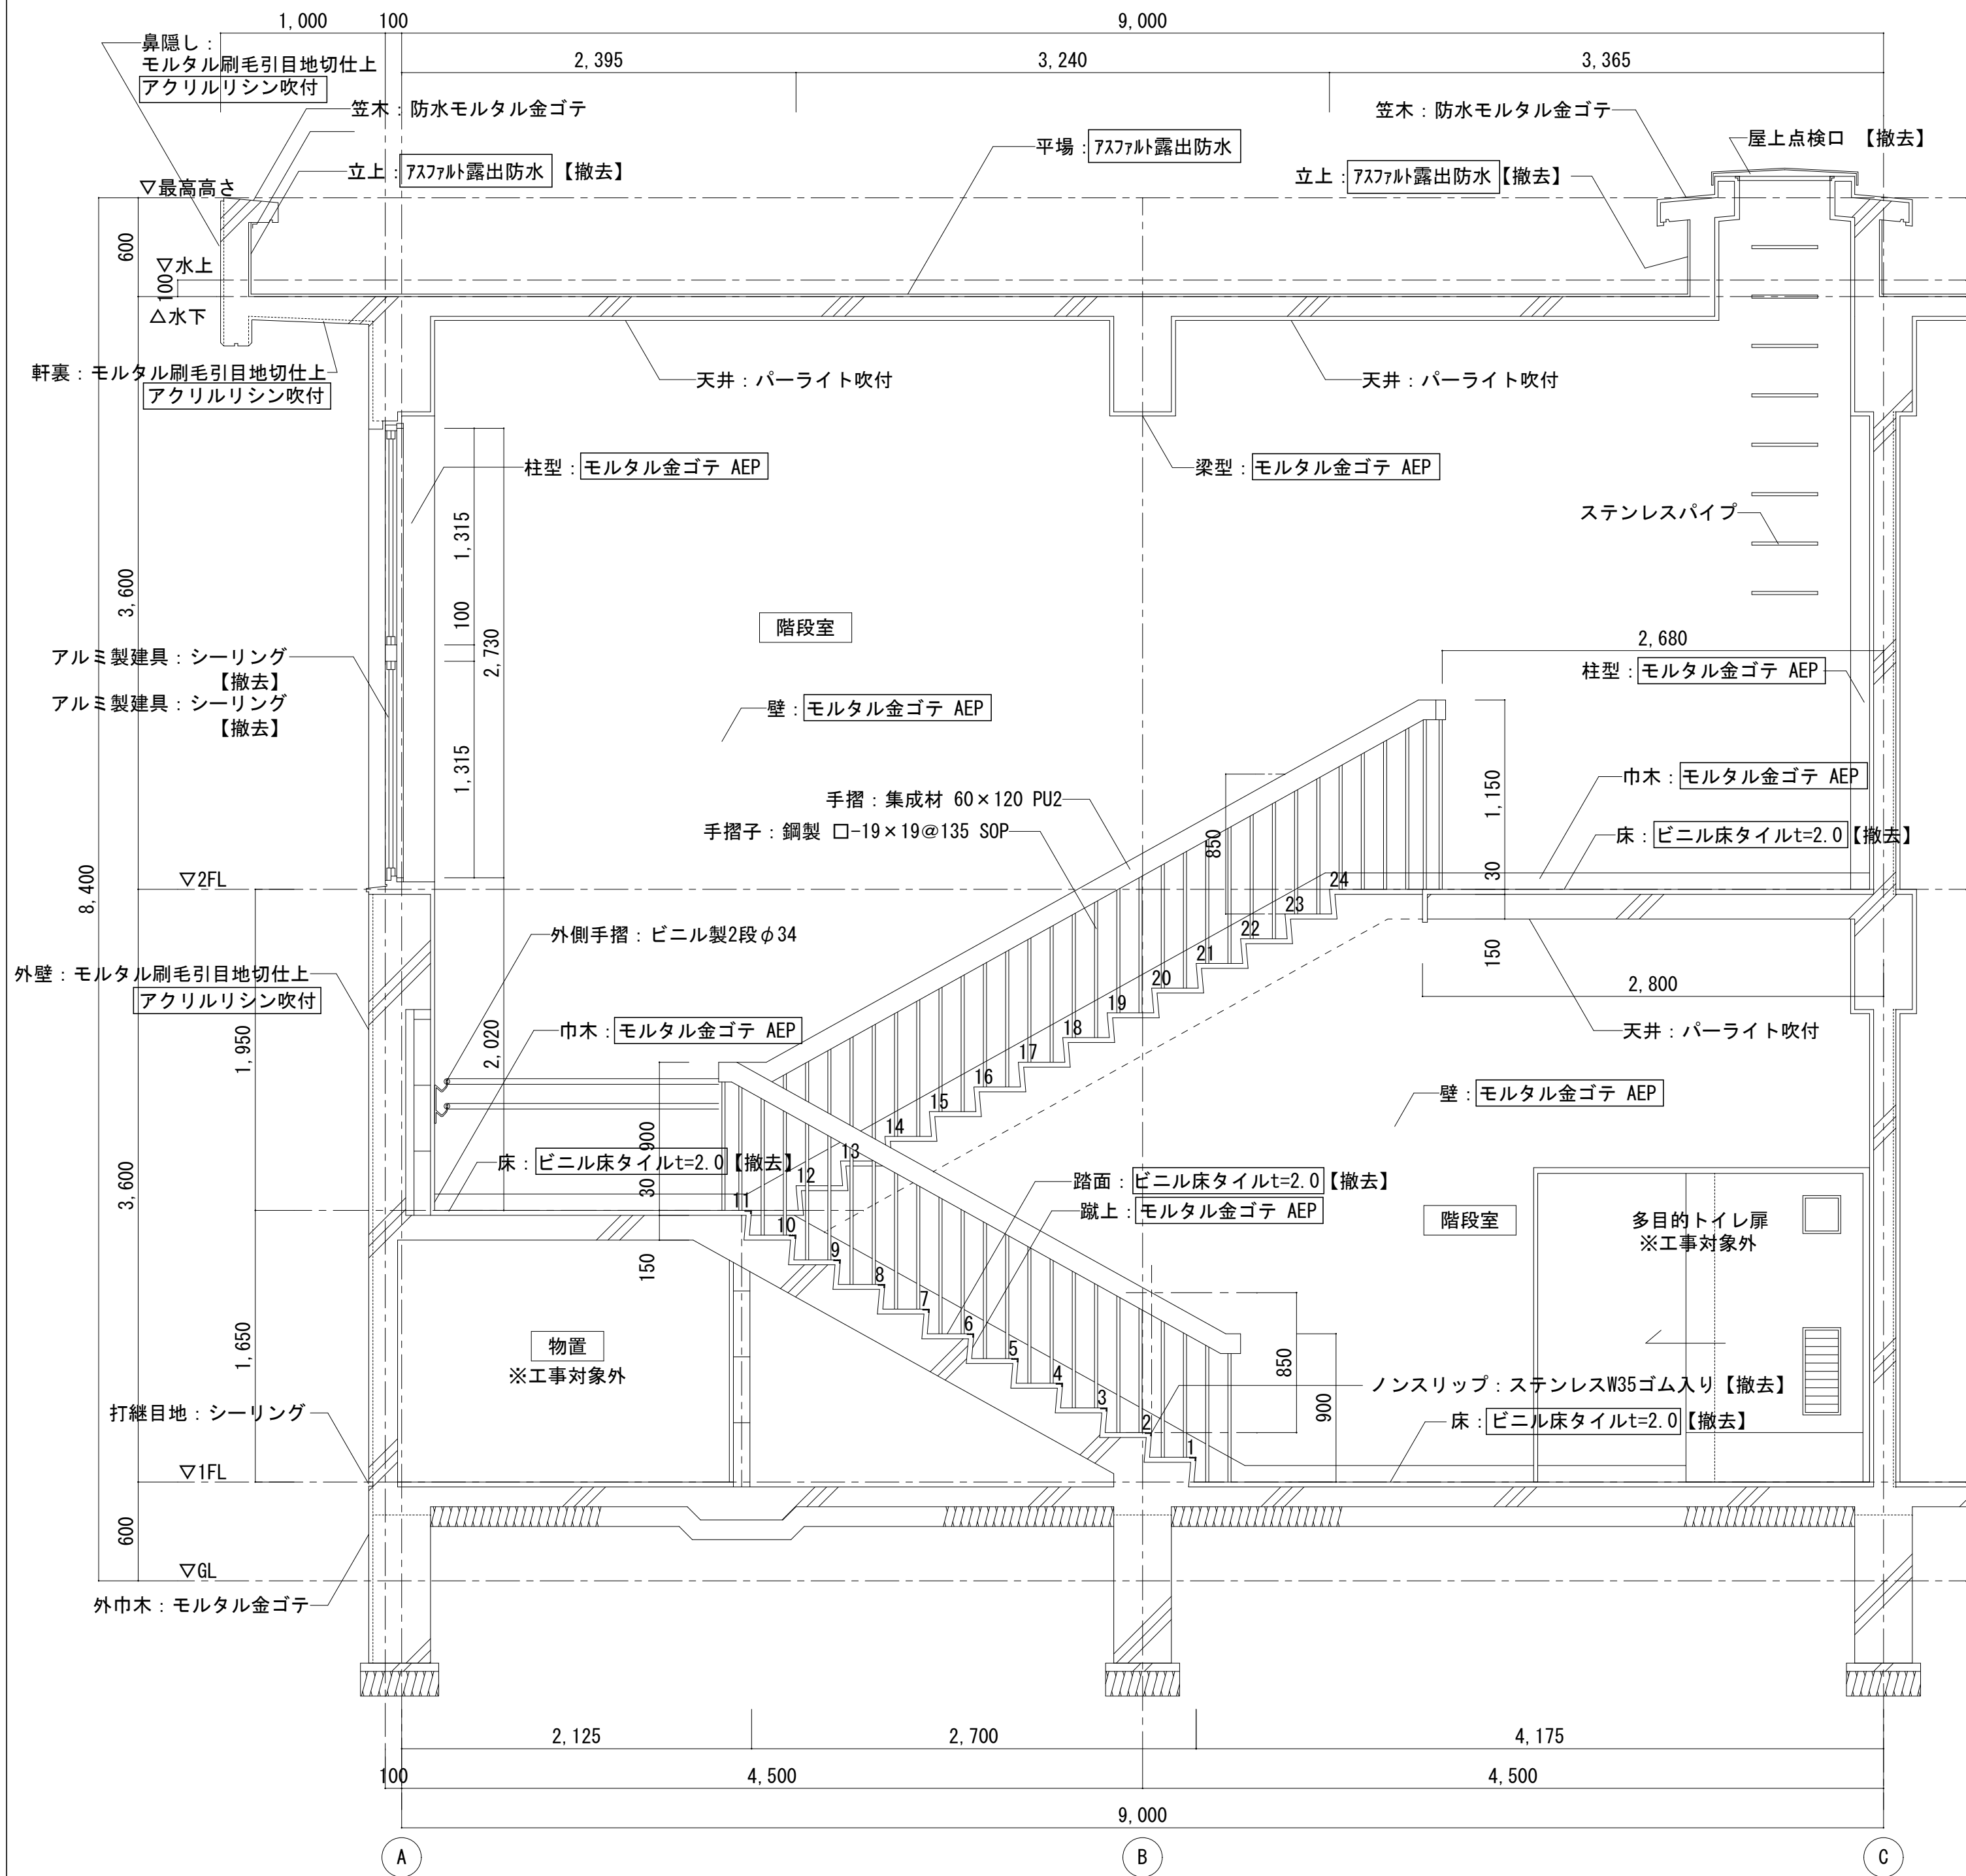 1,000
100
9,000
2,395
3,240
3,365
鼻隠し：
モルタル刷毛引目地切仕上
アクリルリシン吹付
笠木：防水モルタル金ゴテ
笠木：防水モルタル金ゴテ
屋上点検口 【撤去】
平場：ｱｽﾌｧﾙﾄ露出防水
立上：ｱｽﾌｧﾙﾄ露出防水 【撤去】
立上：ｱｽﾌｧﾙﾄ露出防水【撤去】
▽最高高さ
600
▽水上
100
△水下
軒裏：モルタル刷毛引目地切仕上
アクリルリシン吹付
天井：パーライト吹付
天井：パーライト吹付
柱型：モルタル金ゴテ AEP
梁型：モルタル金ゴテ AEP
ステンレスパイプ
1,315
100
2,730
1,315
3,600
8,400
階段室
2,680
アルミ製建具：シーリング
【撤去】
アルミ製建具：シーリング
【撤去】
柱型：モルタル金ゴテ AEP
壁：モルタル金ゴテ AEP
手摺：集成材 60×120 PU2
手摺子：鋼製 ロ-19×19@135 SOP
850
1,150
30
150
巾木：モルタル金ゴテ AEP
床：ビニル床タイルt=2.0【撤去】
▽2FL
24
23
22
21
20
19
18
17
16
15
14
13
12
11
10
9
8
7
6
5
4
3
2
1
外側手摺：ビニル製2段φ34
外壁：モルタル刷毛引目地切仕上
アクリルリシン吹付
2,800
天井：パーライト吹付
1,950
2,020
巾木：モルタル金ゴテ AEP
壁：モルタル金ゴテ AEP
900
30
150
床：ビニル床タイルt=2.0【撤去】
踏面：ビニル床タイルt=2.0【撤去】
蹴上：モルタル金ゴテ AEP
3,600
階段室
多目的トイレ扉
※工事対象外
物置
※工事対象外
1,650
850
900
ノンスリップ：ステンレスW35ゴム入り【撤去】
床：ビニル床タイルt=2.0【撤去】
打継目地：シーリング
▽1FL
600
▽GL
外巾木：モルタル金ゴテ
2,125
2,700
4,175
100
4,500
4,500
9,000
A
B
C